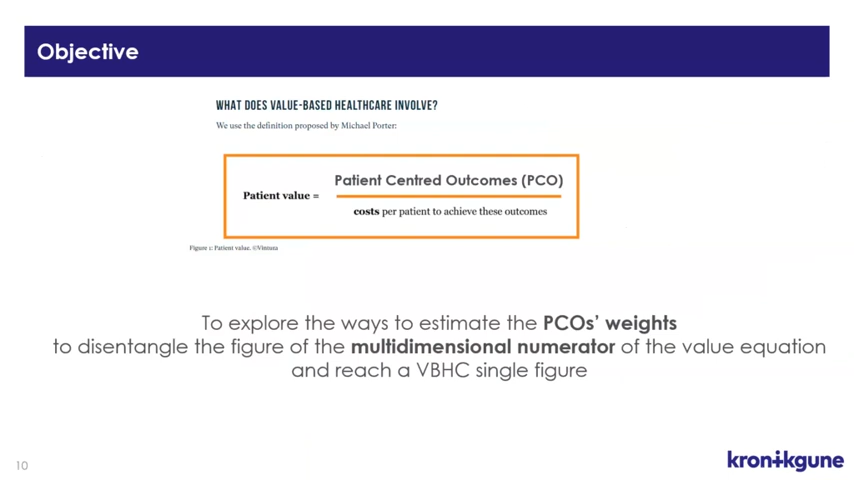 Objective
WHAT DOES VALUE-BASED HEALTHCARE INVOLVE?
We use the definition proposed by Michael Porter:
Patient value =
Patient Centred Outcomes (PCO)
costs per patient to achieve these outcomes
Figure 1: Patient value. ©Vintura
To explore the ways to estimate the PCOs' weights
to disentangle the figure of the multidimensional numerator of the value equation
and reach a VBHC single figure
10
kronikgune